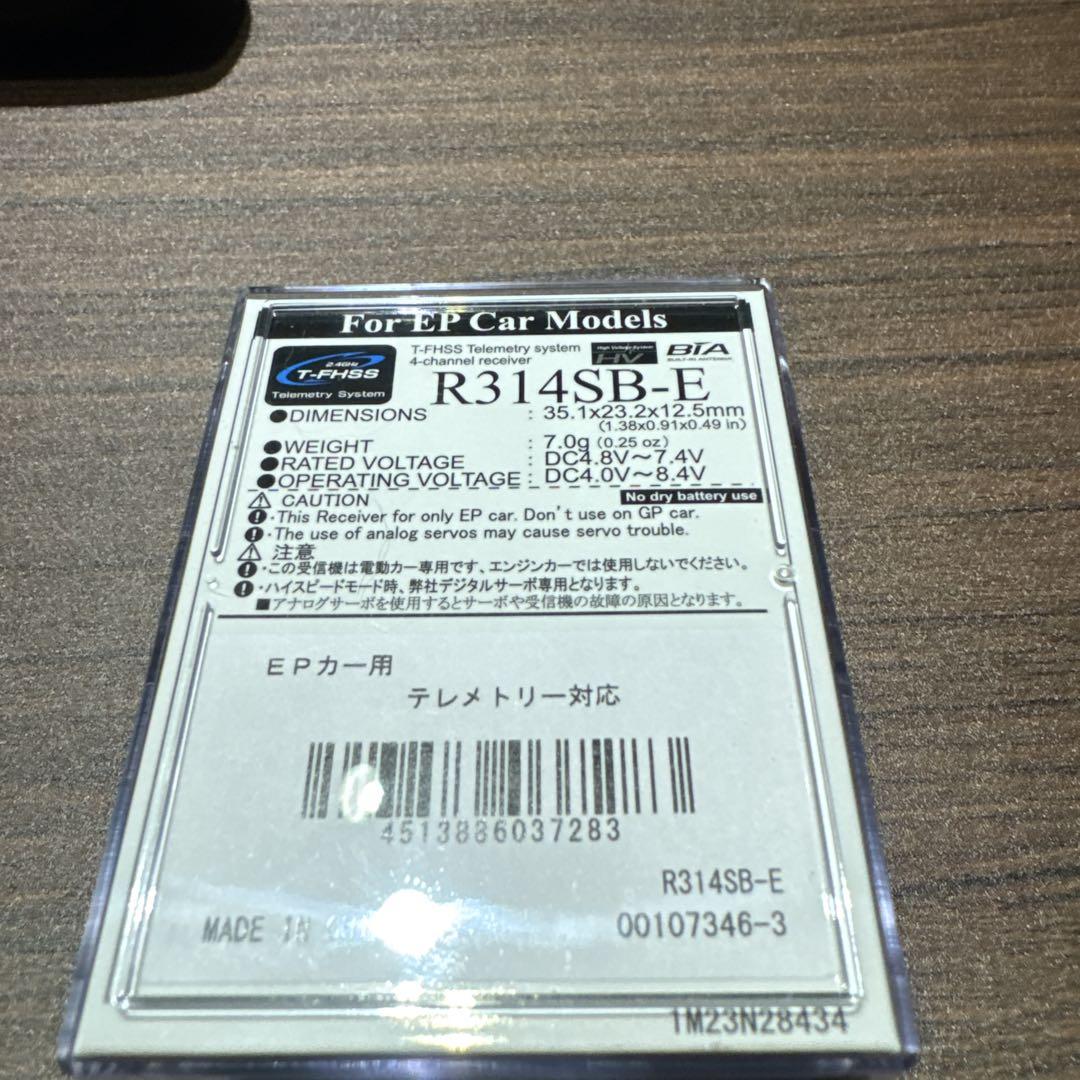 For EP Car Models
2.4GHz
T-FHSS
Telemetry System
T-FHSS Telemetry system
4-channel receiver
High Voltage System
HV
BIA
BUILT-IN ANTENNA
R314SB-E
●DIMENSIONS : 35.1x23.2x12.5mm
(1.38x0.91x0.49 in)
●WEIGHT : 7.0g (0.25 oz)
●RATED VOLTAGE : DC4.8V～7.4V
●OPERATING VOLTAGE : DC4.0V～8.4V
⚠ CAUTION
No dry battery use
・This Receiver for only EP car. Don't use on GP car.
・The use of analog servos may cause servo trouble.
⚠ 注意
・この受信機は電動カー専用です、エンジンカーでは使用しないでください。
・ハイスピードモード時、弊社デジタルサーボ専用となります。
■アナログサーボを使用するとサーボや受信機の故障の原因となります。
ＥＰカー用
テレメトリー対応
4513886037283
R314SB-E
MADE IN
00107346-3
1M23N28434